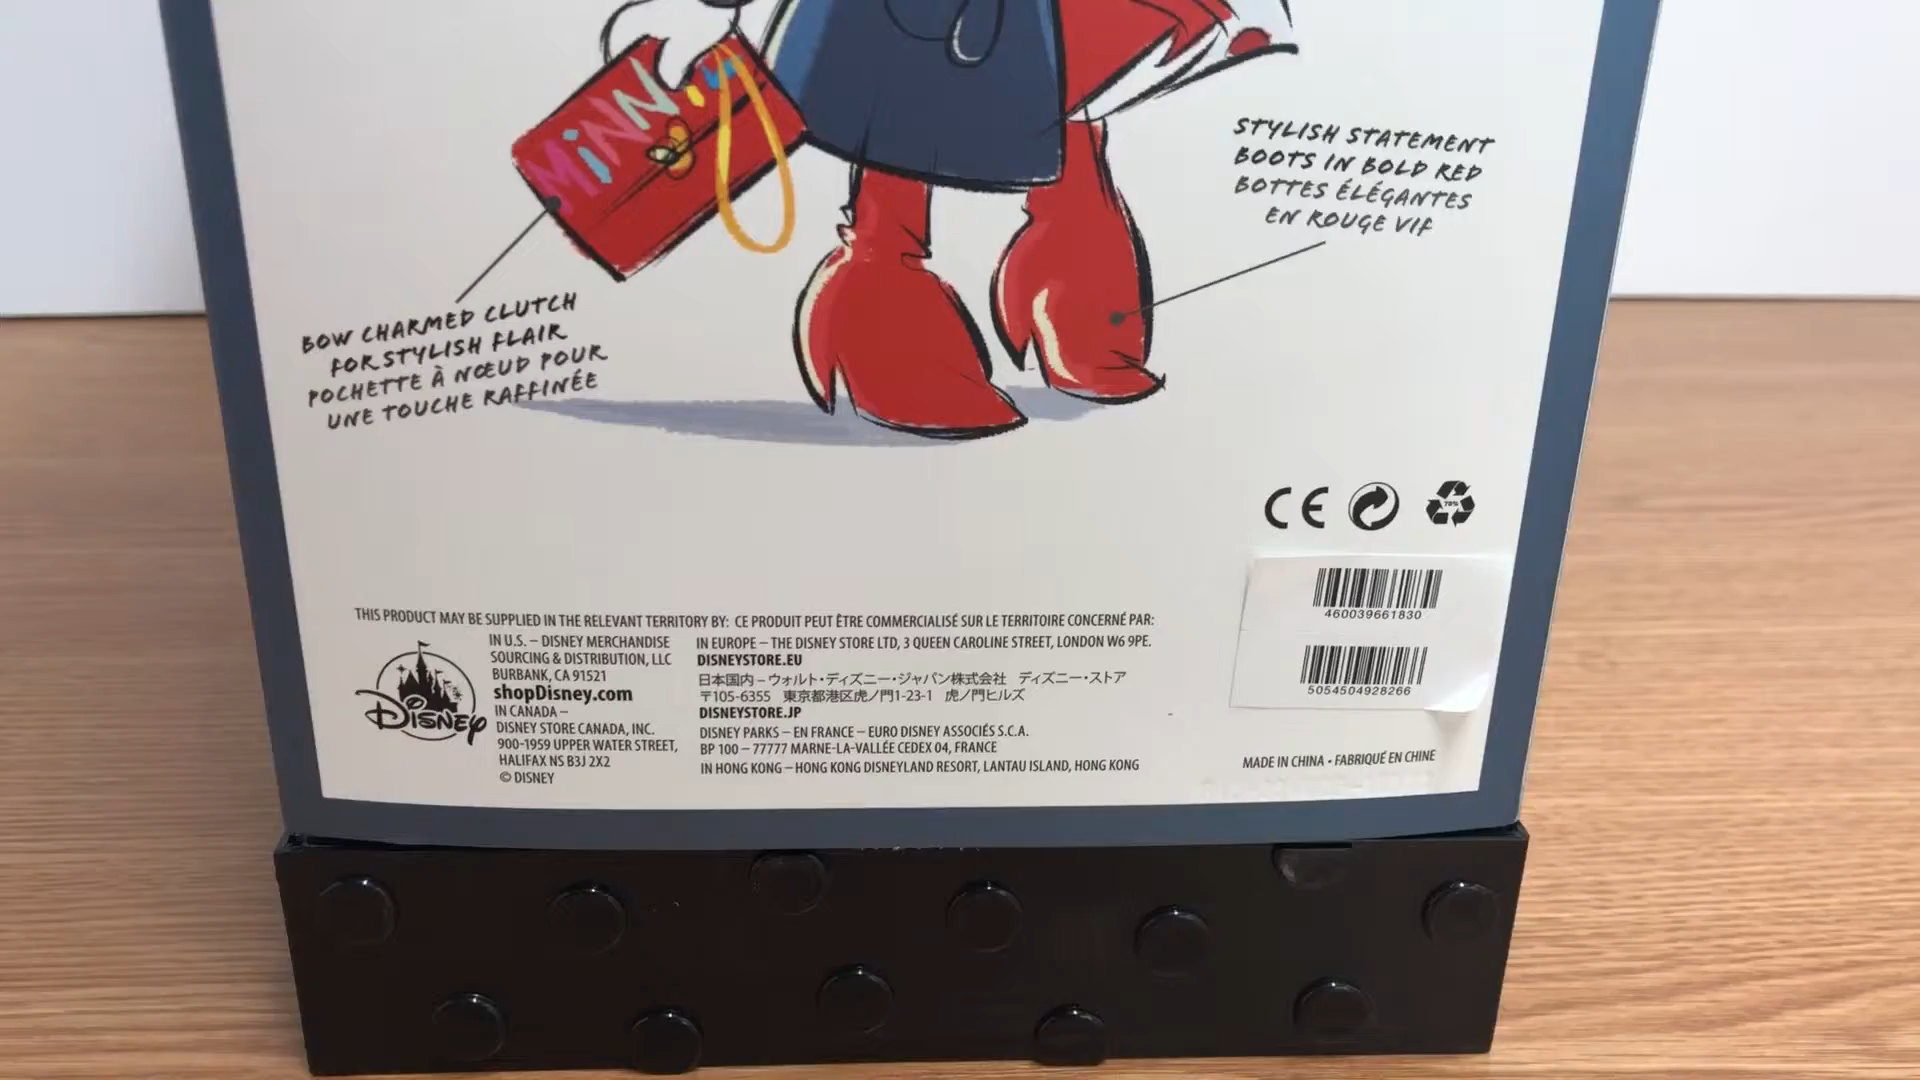 MINNI
STYLISH STATEMENT
BOOTS IN BOLD RED
BOTTES ÉLÉGANTES
EN ROUGE VIF
BOW CHARMED CLUTCH
FOR STYLISH FLAIR
POCHETTE À NŒUD POUR
UNE TOUCHE RAFFINÉE
CE
460039661830
5054504928266
THIS PRODUCT MAY BE SUPPLIED IN THE RELEVANT TERRITORY BY: CE PRODUIT PEUT ÊTRE COMMERCIALISÉ SUR LE TERRITOIRE CONCERNÉ PAR:
DISNEY
IN U.S. – DISNEY MERCHANDISE
SOURCING & DISTRIBUTION, LLC
BURBANK, CA 91521
shopDisney.com
IN CANADA –
DISNEY STORE CANADA, INC.
900-1959 UPPER WATER STREET,
HALIFAX NS B3J 2X2
© DISNEY
IN EUROPE – THE DISNEY STORE LTD, 3 QUEEN CAROLINE STREET, LONDON W6 9PE.
DISNEYSTORE.EU
日本国内 – ウォルト・ディズニー・ジャパン株式会社 ディズニー・ストア
〒105-6355 東京都港区虎ノ門1-23-1 虎ノ門ヒルズ
DISNEYSTORE.JP
DISNEY PARKS – EN FRANCE – EURO DISNEY ASSOCIÉS S.C.A.
BP 100 – 77777 MARNE-LA-VALLÉE CEDEX 04, FRANCE
IN HONG KONG – HONG KONG DISNEYLAND RESORT, LANTAU ISLAND, HONG KONG
MADE IN CHINA • FABRIQUÉ EN CHINE